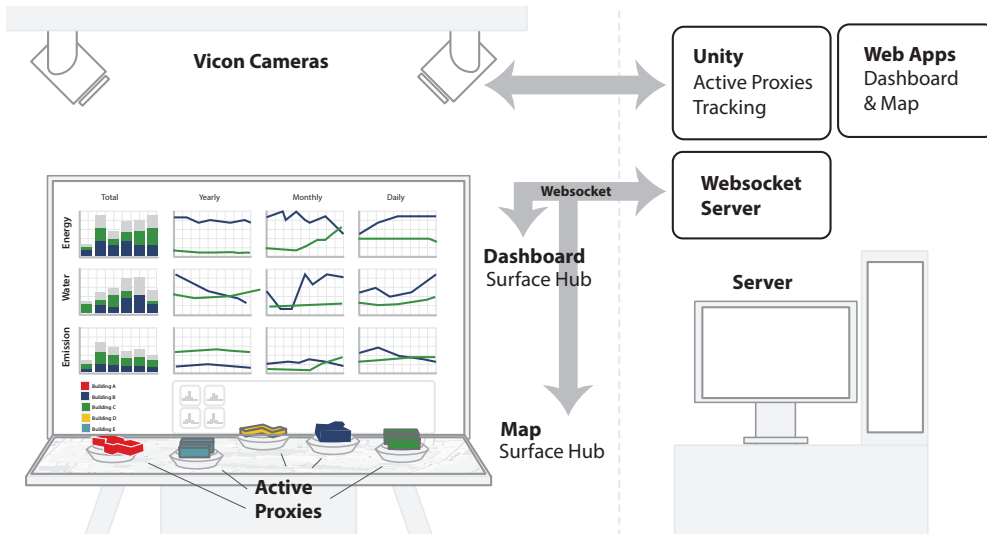 Vicon Cameras
Unity
Active Proxies
Tracking
Web Apps
Dashboard
& Map
Websocket
Websocket
Server
Dashboard
Surface Hub
Map
Surface Hub
Server
Total
Yearly
Monthly
Daily
Energy
Water
Emission
Building A
Building B
Building C
Building D
Building E
Active
Proxies